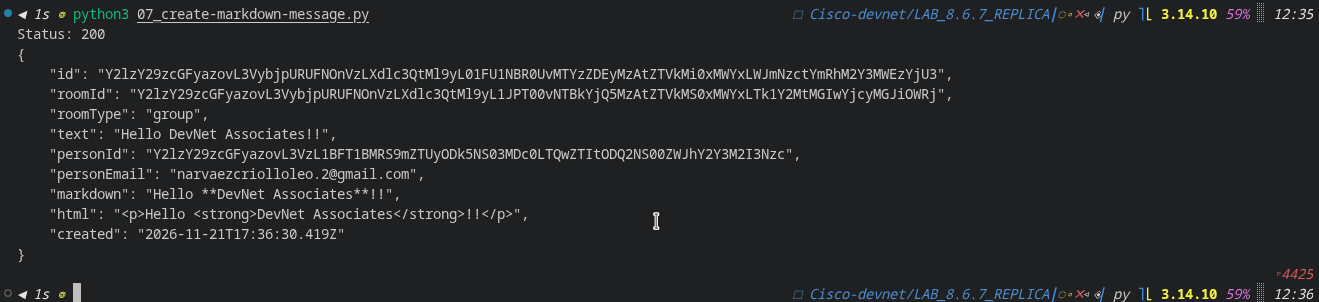 1s python3 07_create-markdown-message.py Cisco-devnet/LAB_8.6.7_REPLICA py 3.14.10 59% 12:35
Status: 200
{
    "id": "Y2lzY29zcGFyazovL3VybjpURUFNOnVzLXdlc3QtMl9yL01FU1NBR0UvMTYzZDEyMzAtZTVkMi0xMWYxLWJmNzctYmRhM2Y3MWEzYjU3",
    "roomId": "Y2lzY29zcGFyazovL3VybjpURUFNOnVzLXdlc3QtMl9yL1JPT00vNTBkYjQ5MzAtZTVkMS0xMWYxLTk1Y2MtMGIwYjcyMGJiOWRj",
    "roomType": "group",
    "text": "Hello DevNet Associates!!",
    "personId": "Y2lzY29zcGFyazovL3VzL1BFT1BMRS9mZTUyODk5NS03MDc0LTQwZTItODQ2NS00ZWJhY2Y3M2I3Nzc",
    "personEmail": "narvaezcriolloleo.2@gmail.com",
    "markdown": "Hello **DevNet Associates**!!",
    "html": "<p>Hello <strong>DevNet Associates</strong>!!</p>",
    "created": "2026-11-21T17:36:30.419Z"
}
4425
1s Cisco-devnet/LAB_8.6.7_REPLICA py 3.14.10 59% 12:36